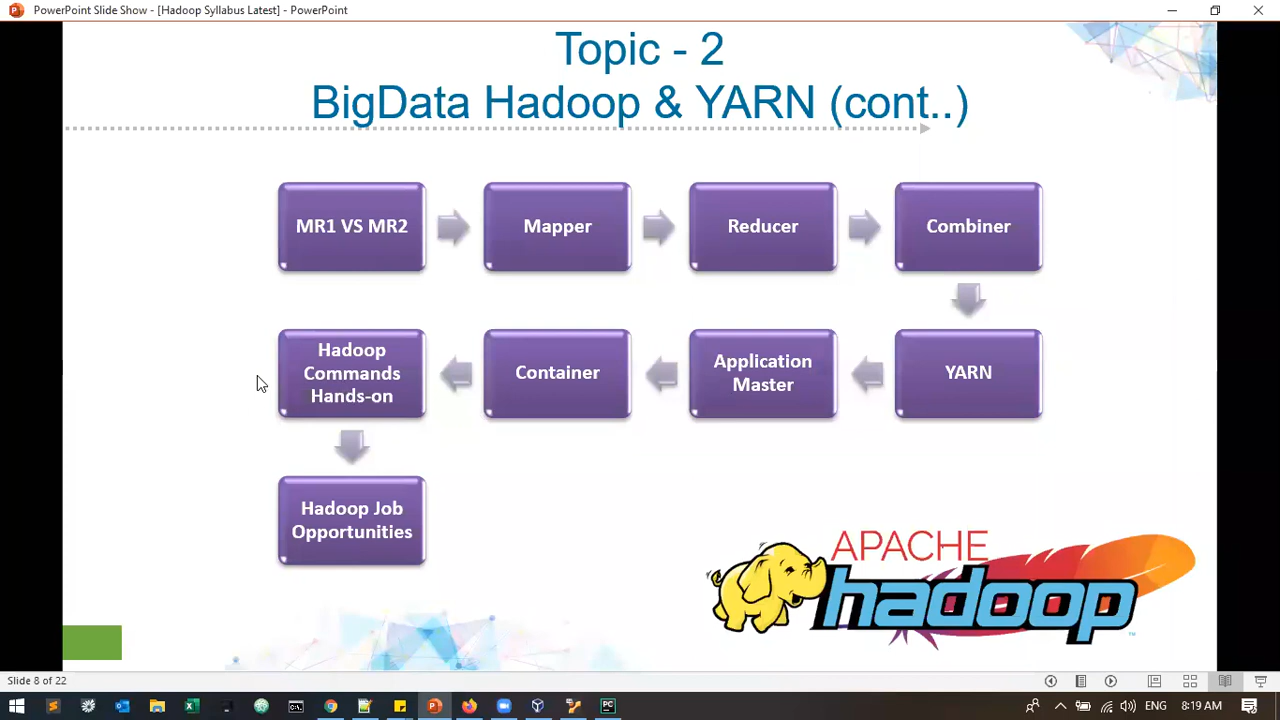 PowerPoint Slide Show - [Hadoop Syllabus Latest] - PowerPoint
Topic - 2
BigData Hadoop & YARN (cont..)
MR1 VS MR2
Mapper
Reducer
Combiner
YARN
Application
Master
Container
Hadoop
Commands
Hands-on
Hadoop Job
Opportunities
APACHE
hadoop
Slide 8 of 22
ENG
8:19 AM